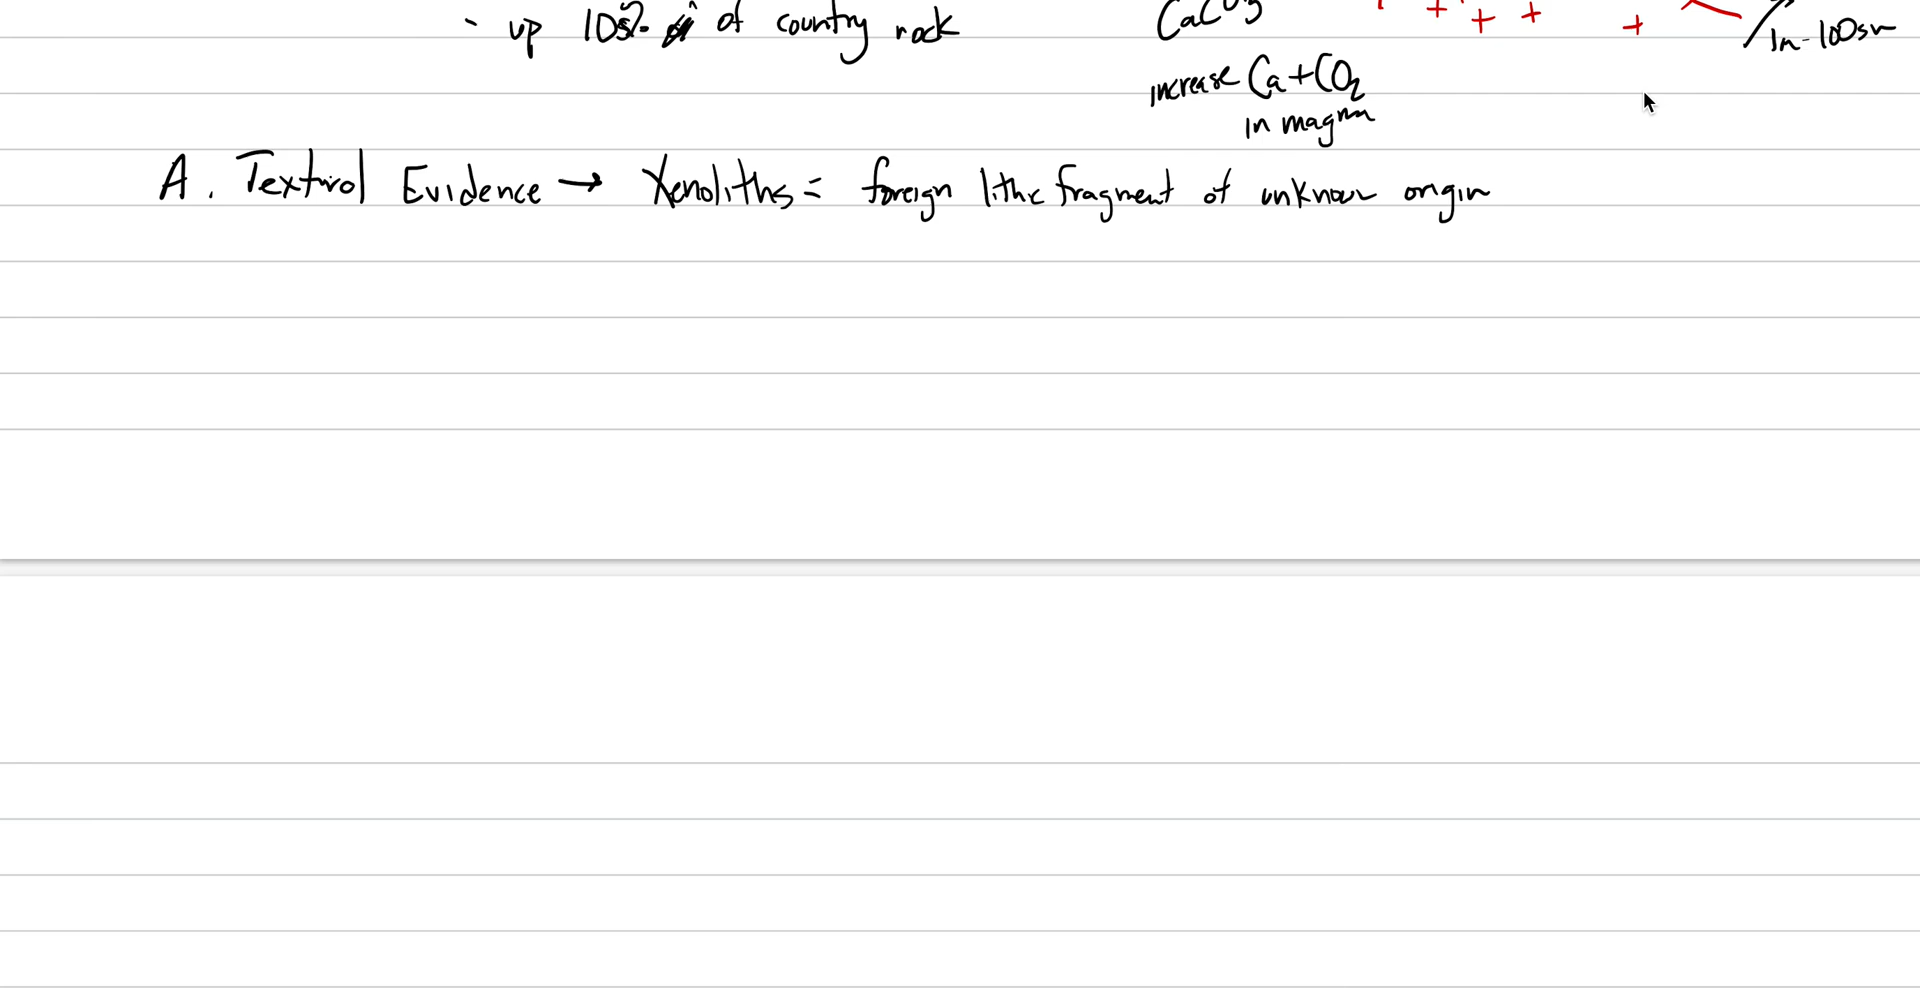 - up 10s% of country rock
CaCO3
1m-100sm
increase Ca+CO2
in magma
A. Textural Evidence → Xenoliths = foreign lithic fragment of unknown origin